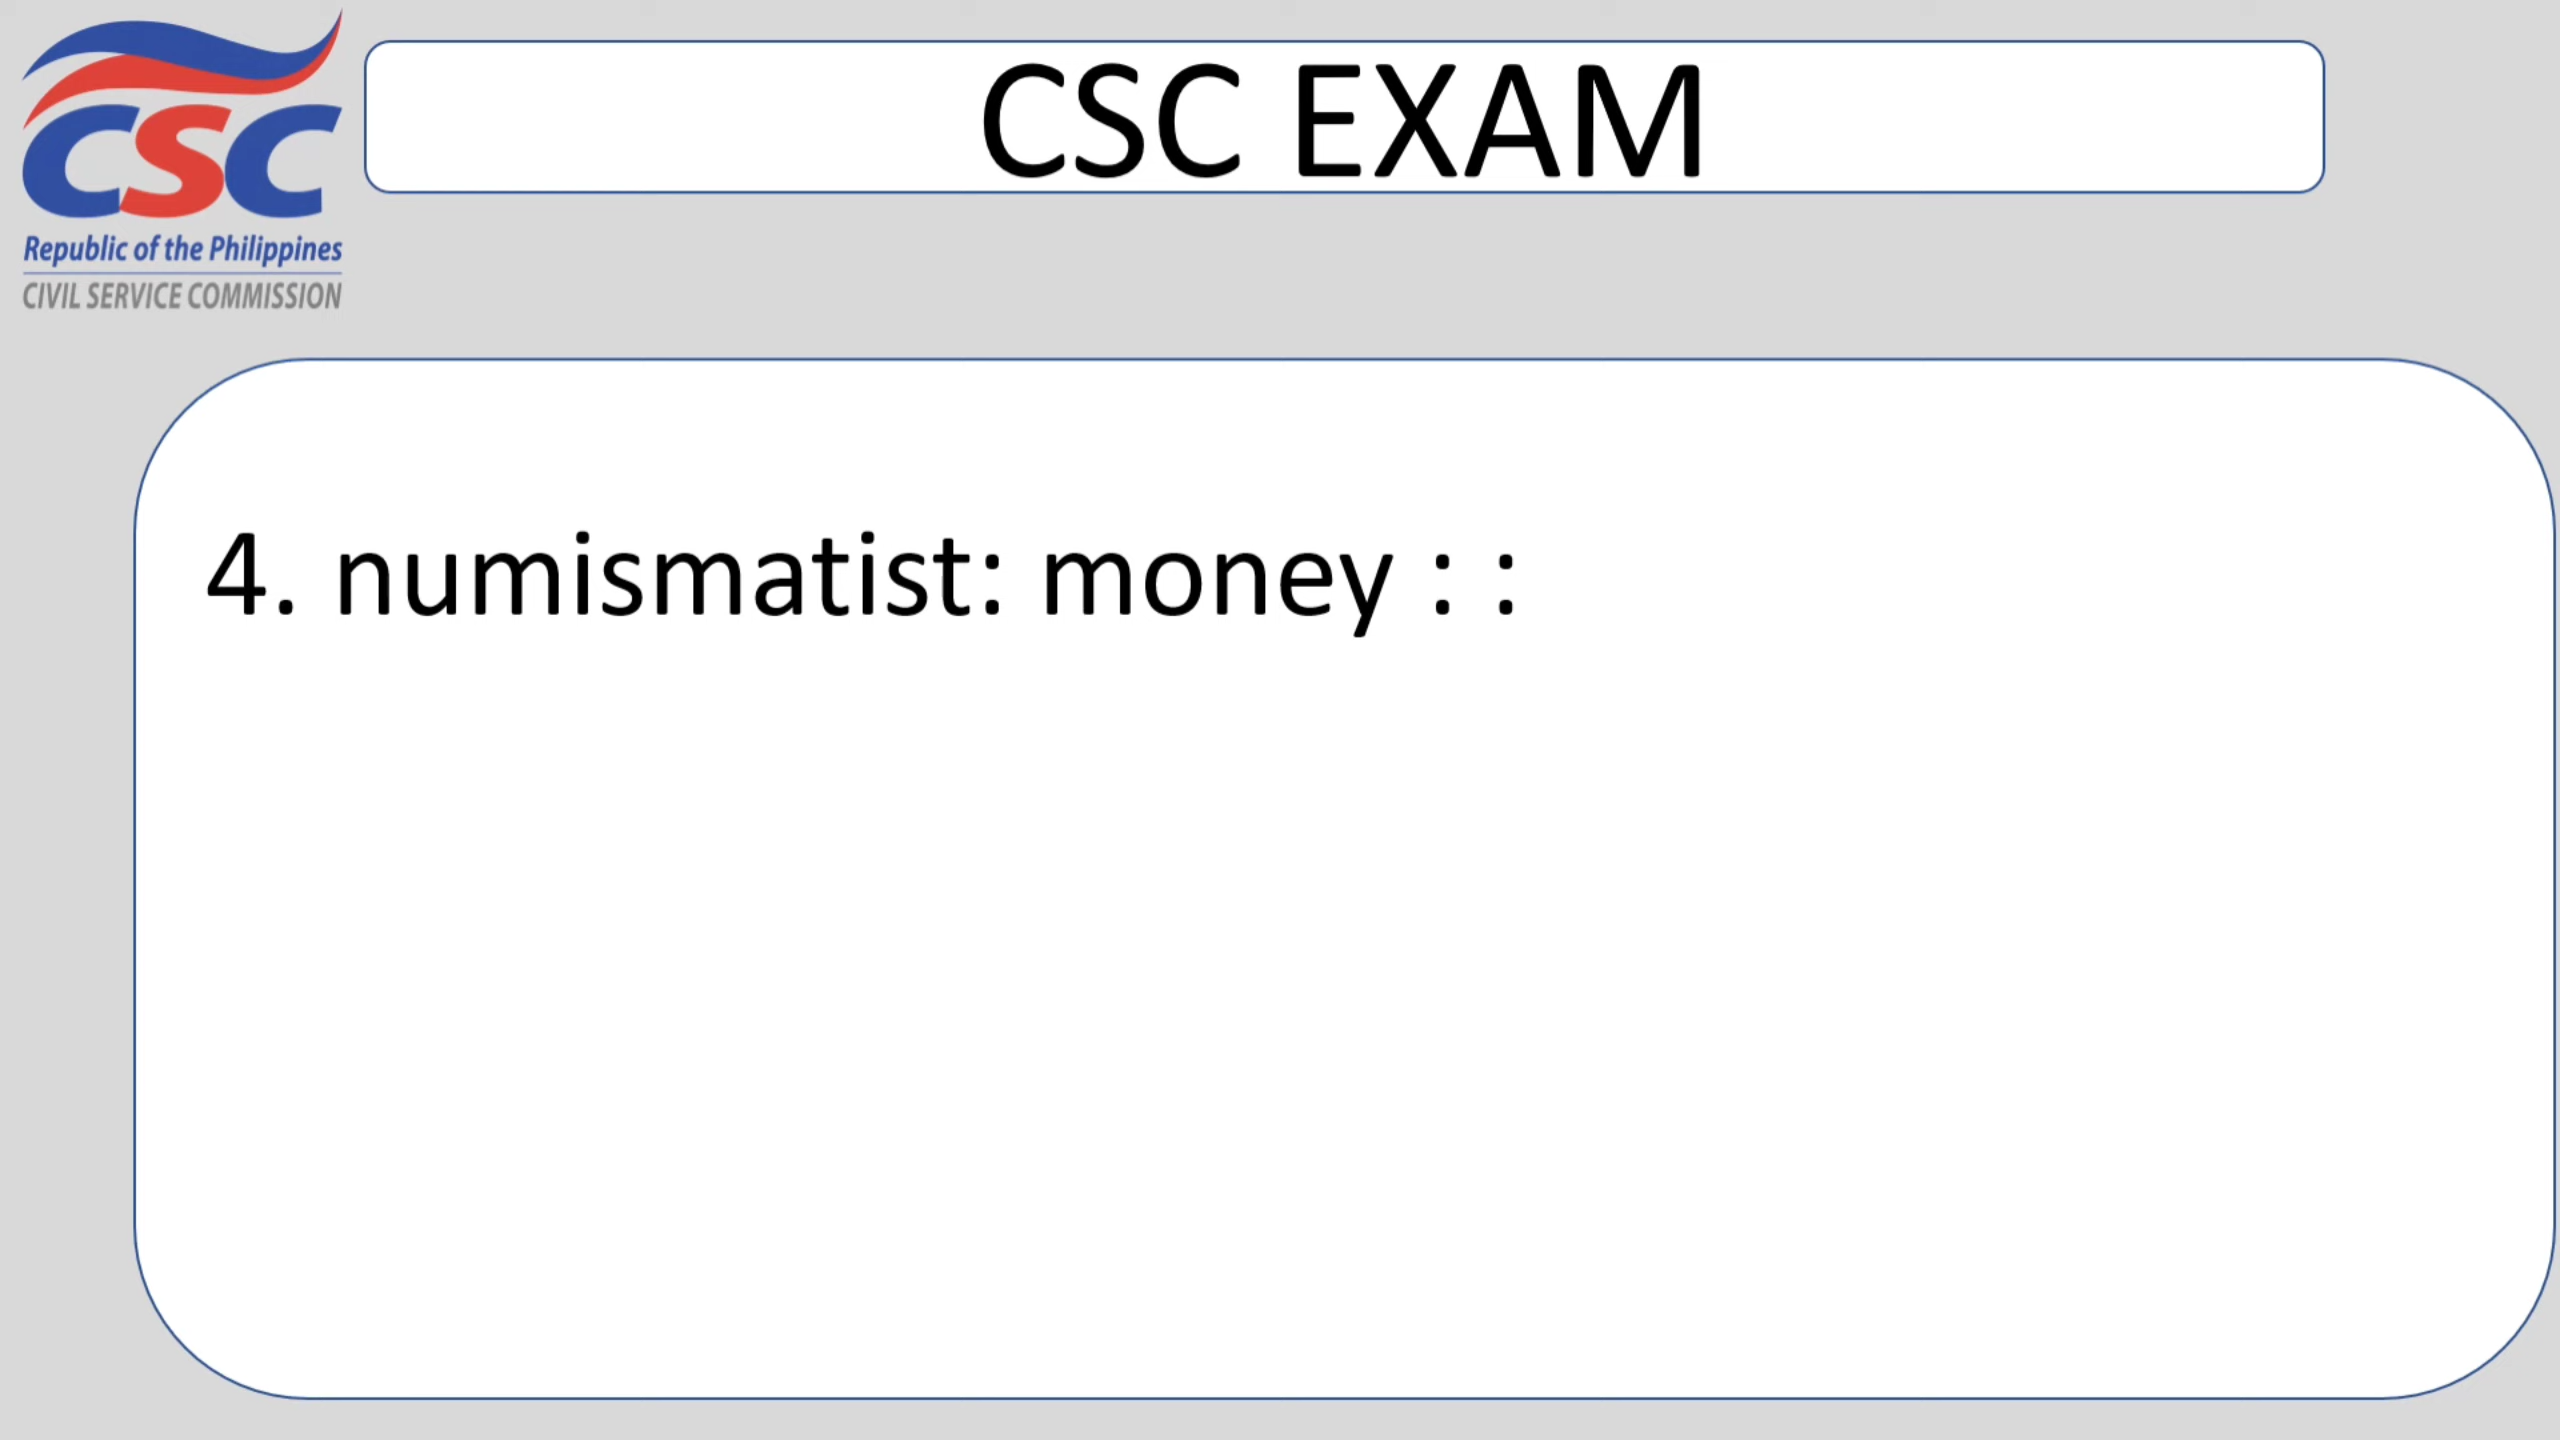 CSC EXAM
CSC
Republic of the Philippines
CIVIL SERVICE COMMISSION
4. numismatist: money : :